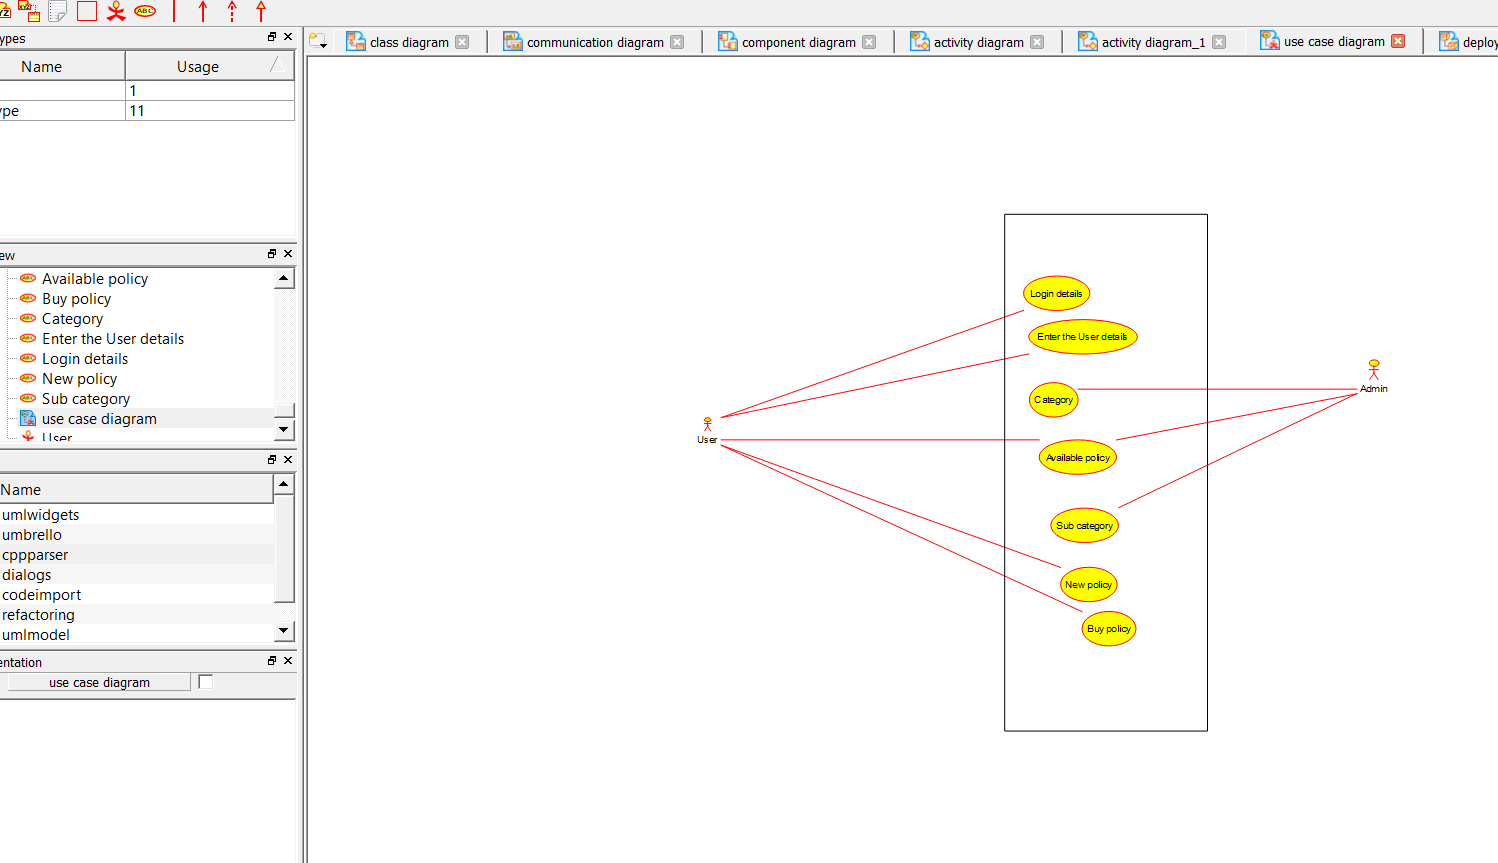 YZ
ABC
ypes
Name Usage
1
ype 11
ew
Available policy
Buy policy
Category
Enter the User details
Login details
New policy
Sub category
use case diagram
User
Name
umlwidgets
umbrello
cppparser
dialogs
codeimport
refactoring
umlmodel
entation
use case diagram
class diagram
communication diagram
component diagram
activity diagram
activity diagram_1
use case diagram
deploy
Login details
Enter the User details
Category
Admin
User
Available policy
Sub category
New policy
Buy policy